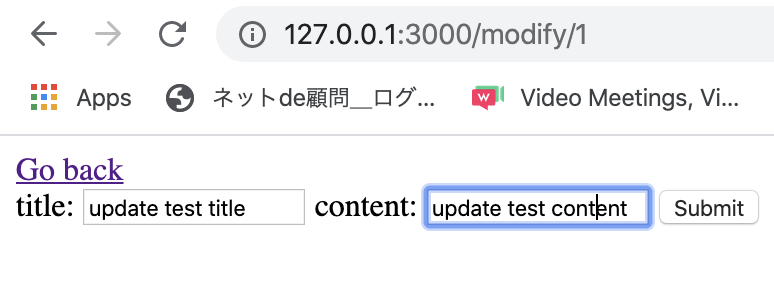 127.0.0.1:3000/modify/1
Apps ネットde顧問__ログ... Video Meetings, Vi...
Go back
title: update test title content: update test content Submit